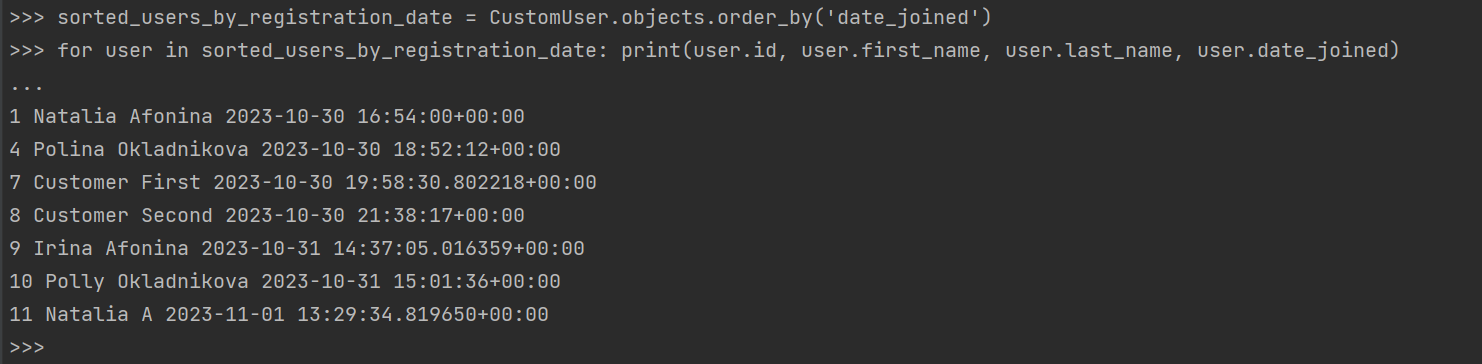 >>> sorted_users_by_registration_date = CustomUser.objects.order_by('date_joined')
>>> for user in sorted_users_by_registration_date: print(user.id, user.first_name, user.last_name, user.date_joined)
...
1 Natalia Afonina 2023-10-30 16:54:00+00:00
4 Polina Okladnikova 2023-10-30 18:52:12+00:00
7 Customer First 2023-10-30 19:58:30.802218+00:00
8 Customer Second 2023-10-30 21:38:17+00:00
9 Irina Afonina 2023-10-31 14:37:05.016359+00:00
10 Polly Okladnikova 2023-10-31 15:01:36+00:00
11 Natalia A 2023-11-01 13:29:34.819650+00:00
>>>